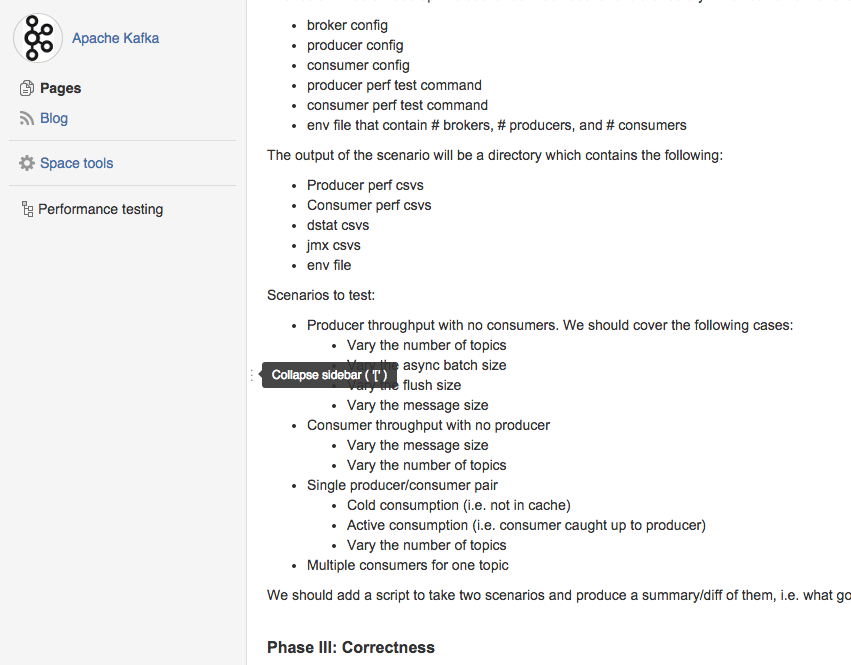 Apache Kafka
Pages
Blog
Space tools
Performance testing
broker config
producer config
consumer config
producer perf test command
consumer perf test command
env file that contain # brokers, # producers, and # consumers
The output of the scenario will be a directory which contains the following:
Producer perf csvs
Consumer perf csvs
dstat csvs
jmx csvs
env file
Scenarios to test:
Producer throughput with no consumers. We should cover the following cases:
Vary the number of topics
Vary the async batch size
Collapse sidebar ( '[' )
Vary the flush size
Vary the message size
Consumer throughput with no producer
Vary the message size
Vary the number of topics
Single producer/consumer pair
Cold consumption (i.e. not in cache)
Active consumption (i.e. consumer caught up to producer)
Vary the number of topics
Multiple consumers for one topic
We should add a script to take two scenarios and produce a summary/diff of them, i.e. what go
Phase III: Correctness